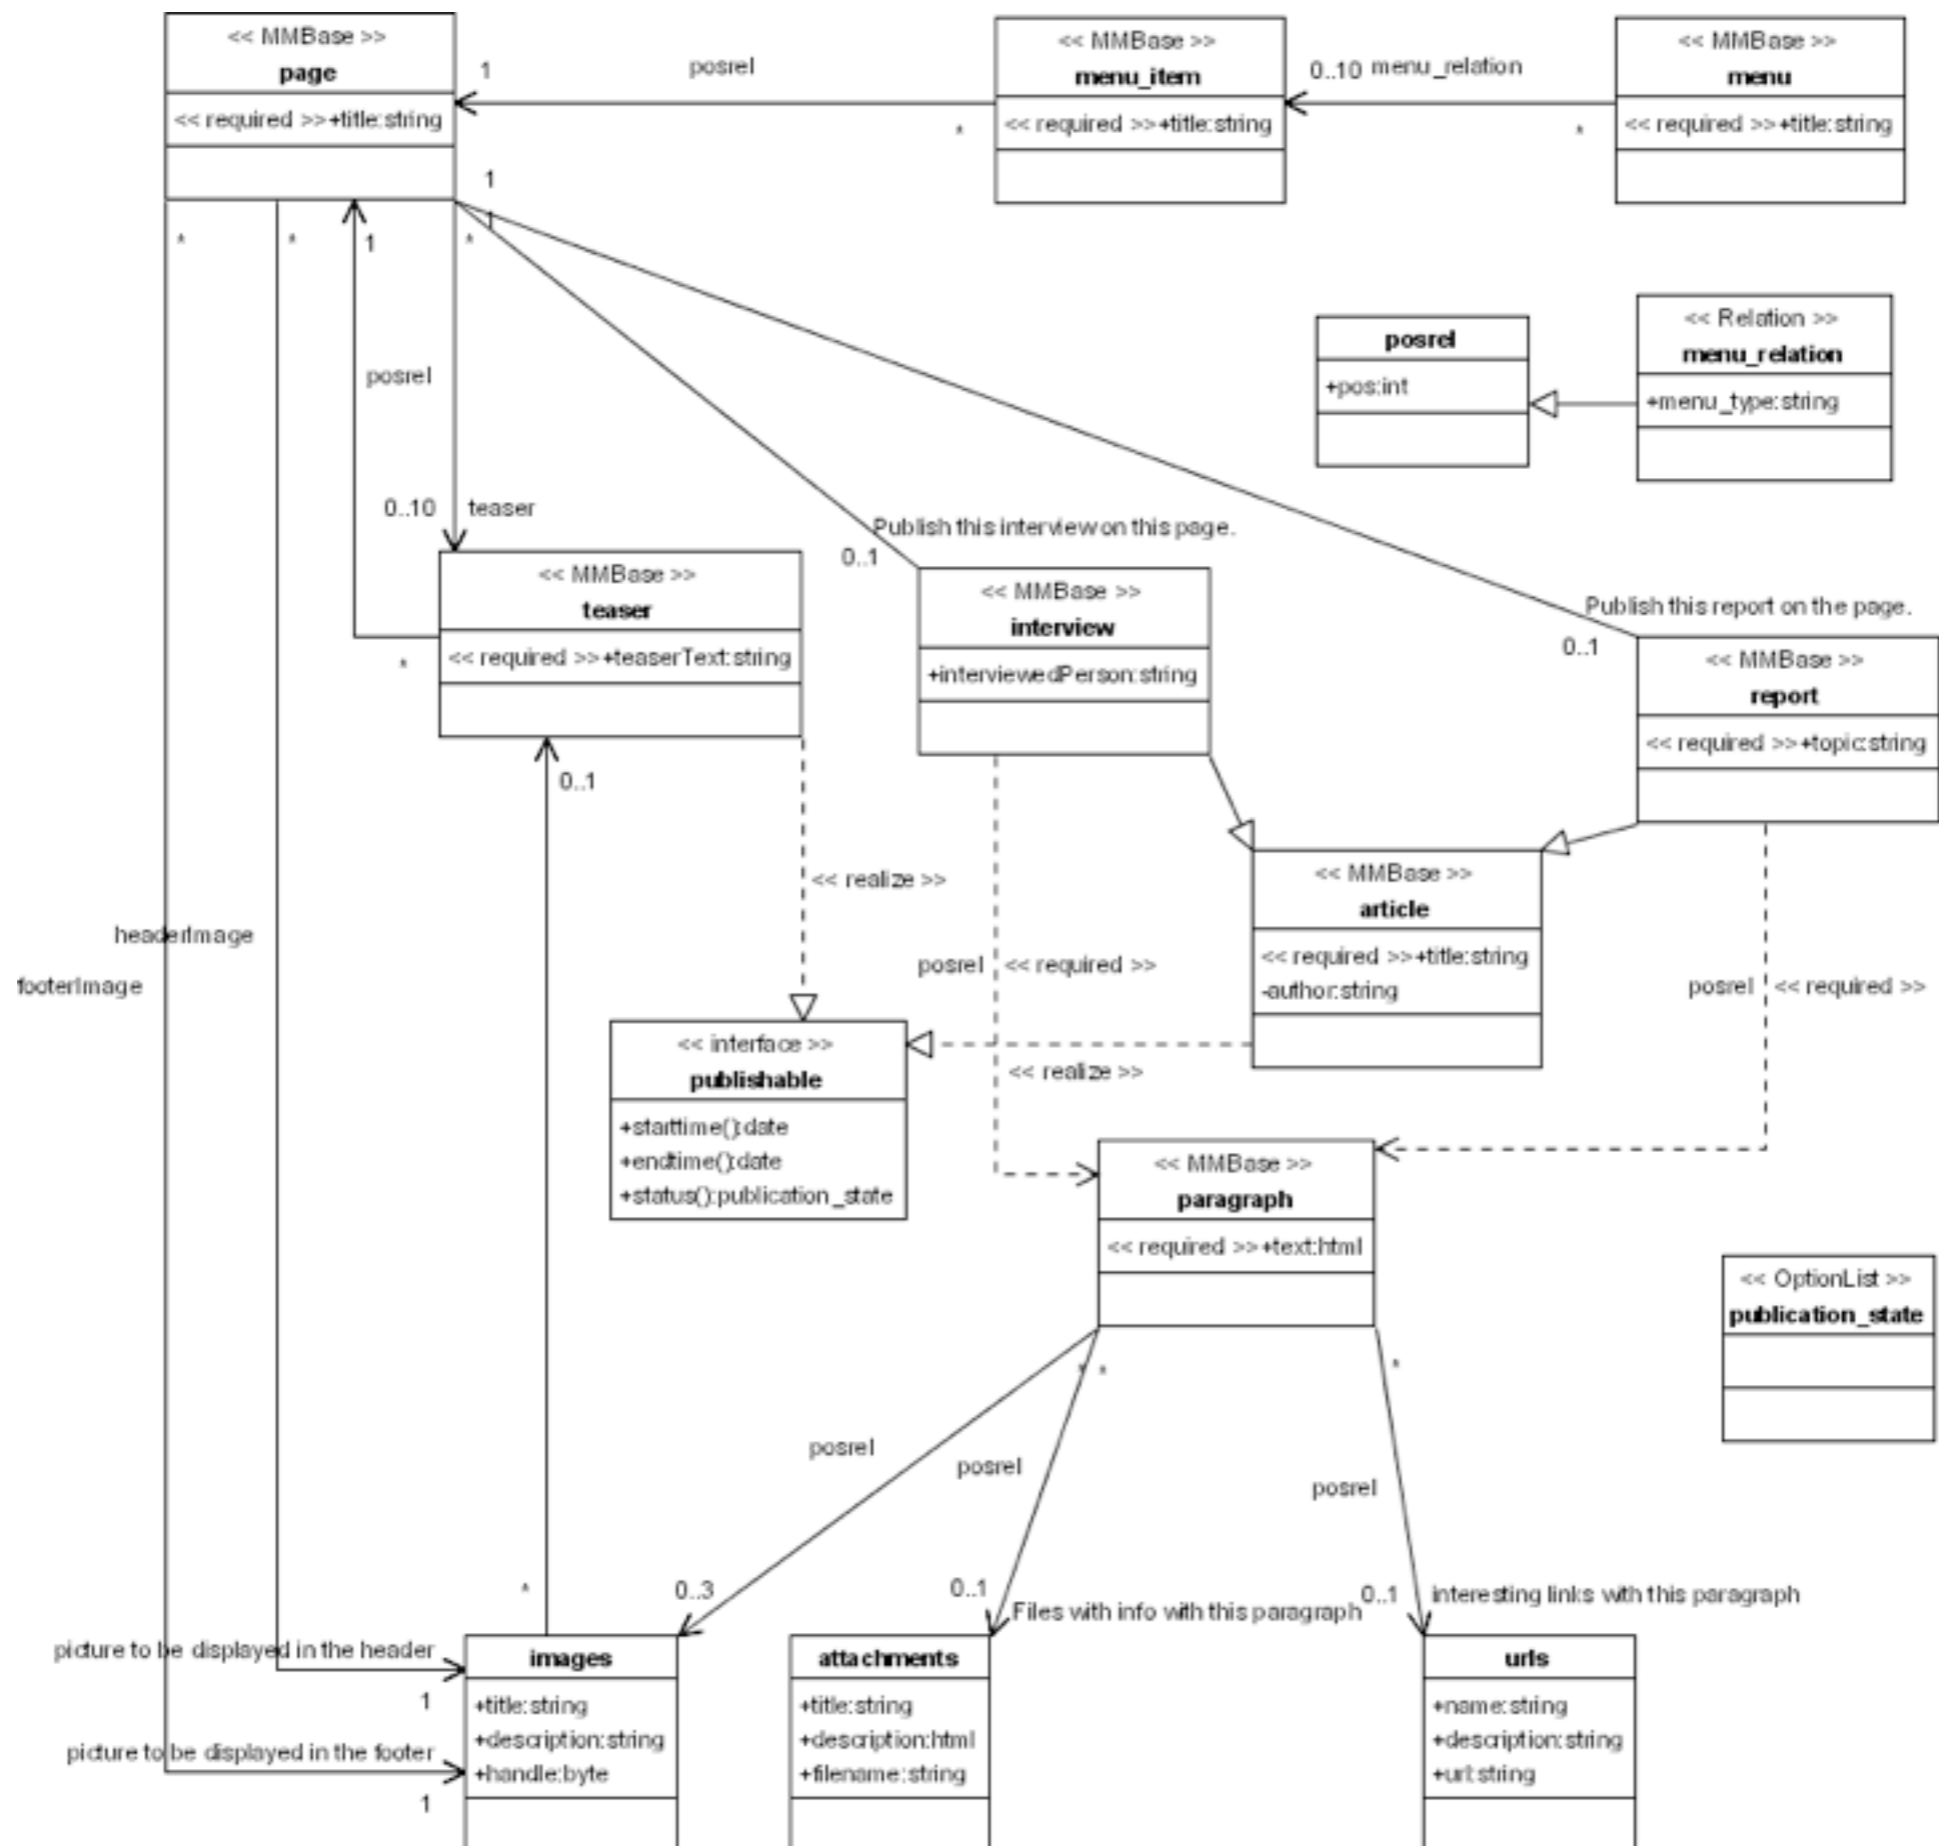 << MMBase >>
page
<< required >>+title:string
1
posrel
*
<< MMBase >>
menu_item
<< required >>+title:string
0..10 menu_relation
*
<< MMBase >>
menu
<< required >>+title:string
1
1
*
*
1
*
posrel
0..10
teaser
posrel
+pos:int
<< Relation >>
menu_relation
+menu_type:string
Publish this interview on this page.
0..1
<< MMBase >>
teaser
<< required >>+teaserText:string
*
0..1
<< MMBase >>
interview
+interviewedPerson:string
Publish this report on the page.
0..1
<< MMBase >>
report
<< required >>+topic:string
<< realize >>
<< MMBase >>
article
<< required >>+title:string
-author:string
headerImage
footerImage
posrel
<< required >>
posrel
<< required >>
<< realize >>
<< interface >>
publishable
+starttime():date
+endtime():date
+status():publication_state
<< MMBase >>
paragraph
<< required >>+text:html
<< OptionList >>
publication_state
*
*
*
posrel
posrel
posrel
*
0..3
0..1
Files with info with this paragraph
0..1
interesting links with this paragraph
picture to be displayed in the header
1
picture to be displayed in the footer
1
images
+title:string
+description:string
+handle:byte
attachments
+title:string
+description:html
+filename:string
urls
+name:string
+description:string
+url:string